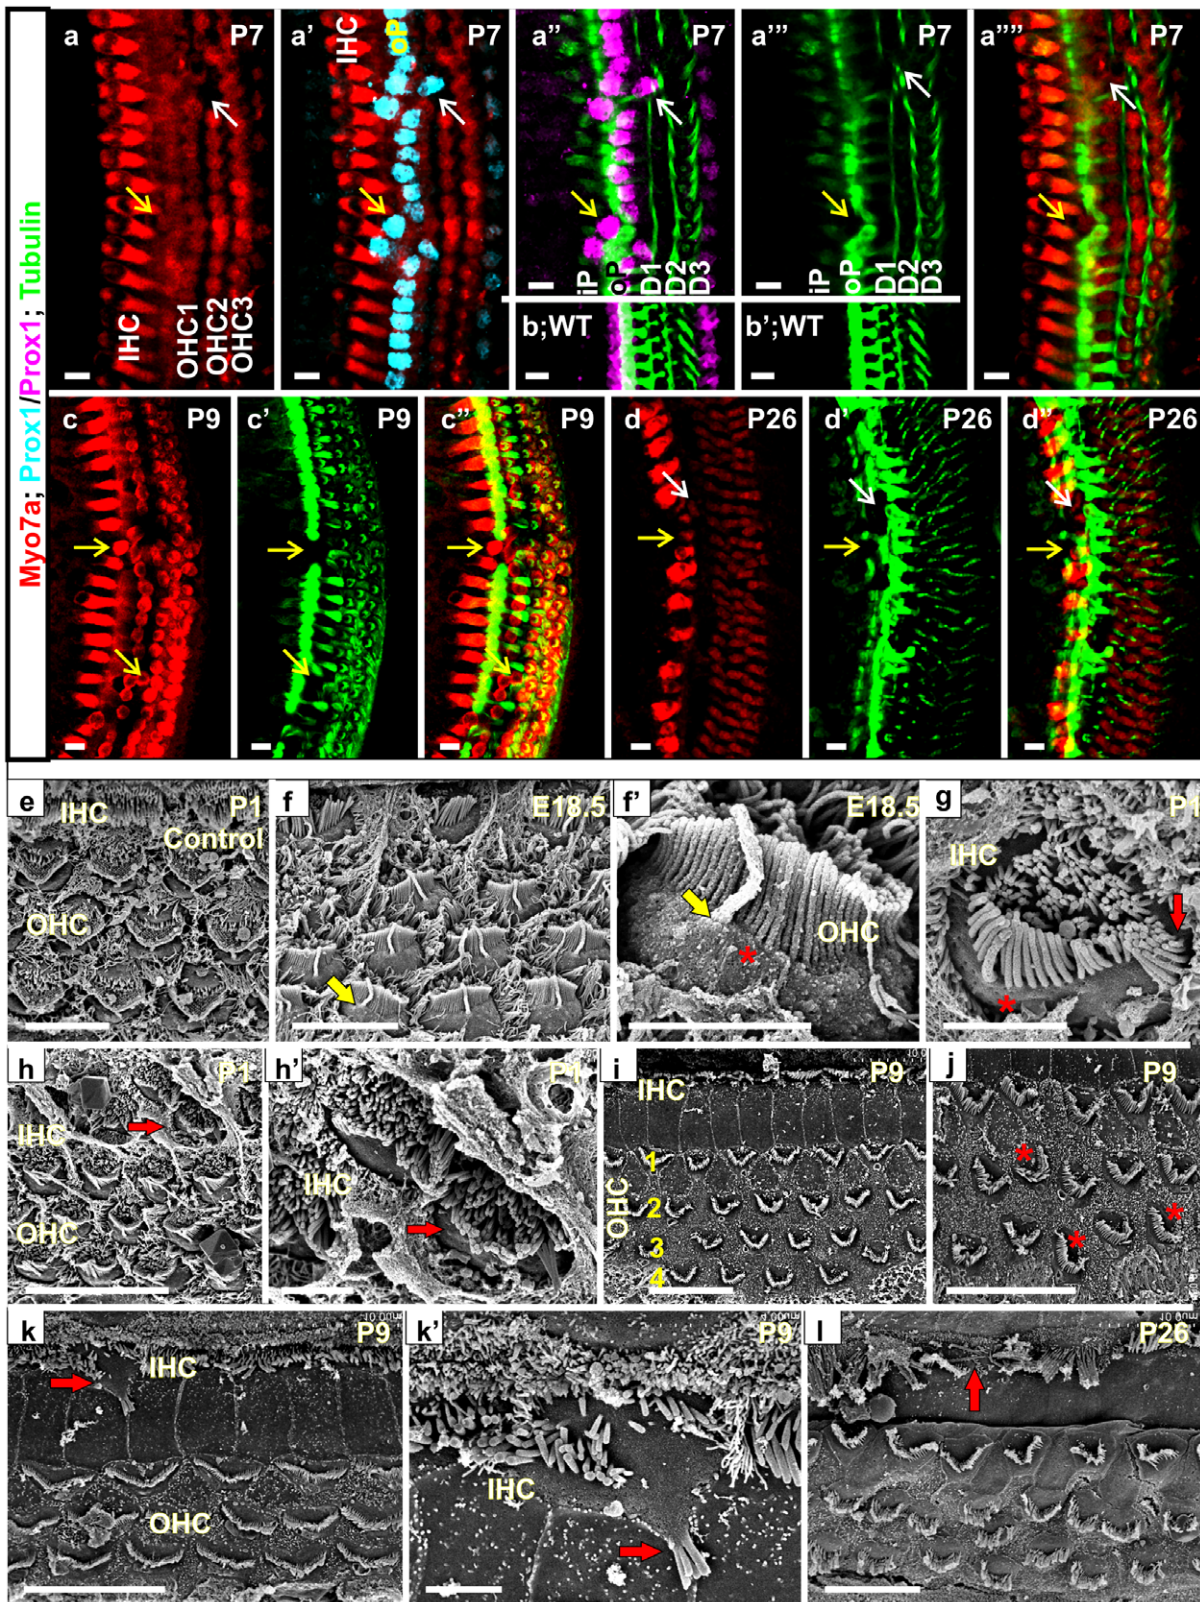 Myo7a; Prox1/Prox1; Tubulin
a P7
IHC
OHC1
OHC2
OHC3
a' P7
IHC
oP
a'' P7
iP
oP
D1
D2
D3
b;WT
a''' P7
iP
oP
D1
D2
D3
b';WT
a'''' P7
c P9
c' P9
c'' P9
d P26
d' P26
d'' P26
e P1
IHC
Control
OHC
f E18.5
f' E18.5
OHC
g P1
IHC
h P1
IHC
OHC
h' P1
IHC
i P9
IHC
OHC
1
2
3
4
j P9
k P9
IHC
OHC
k' P9
IHC
l P26